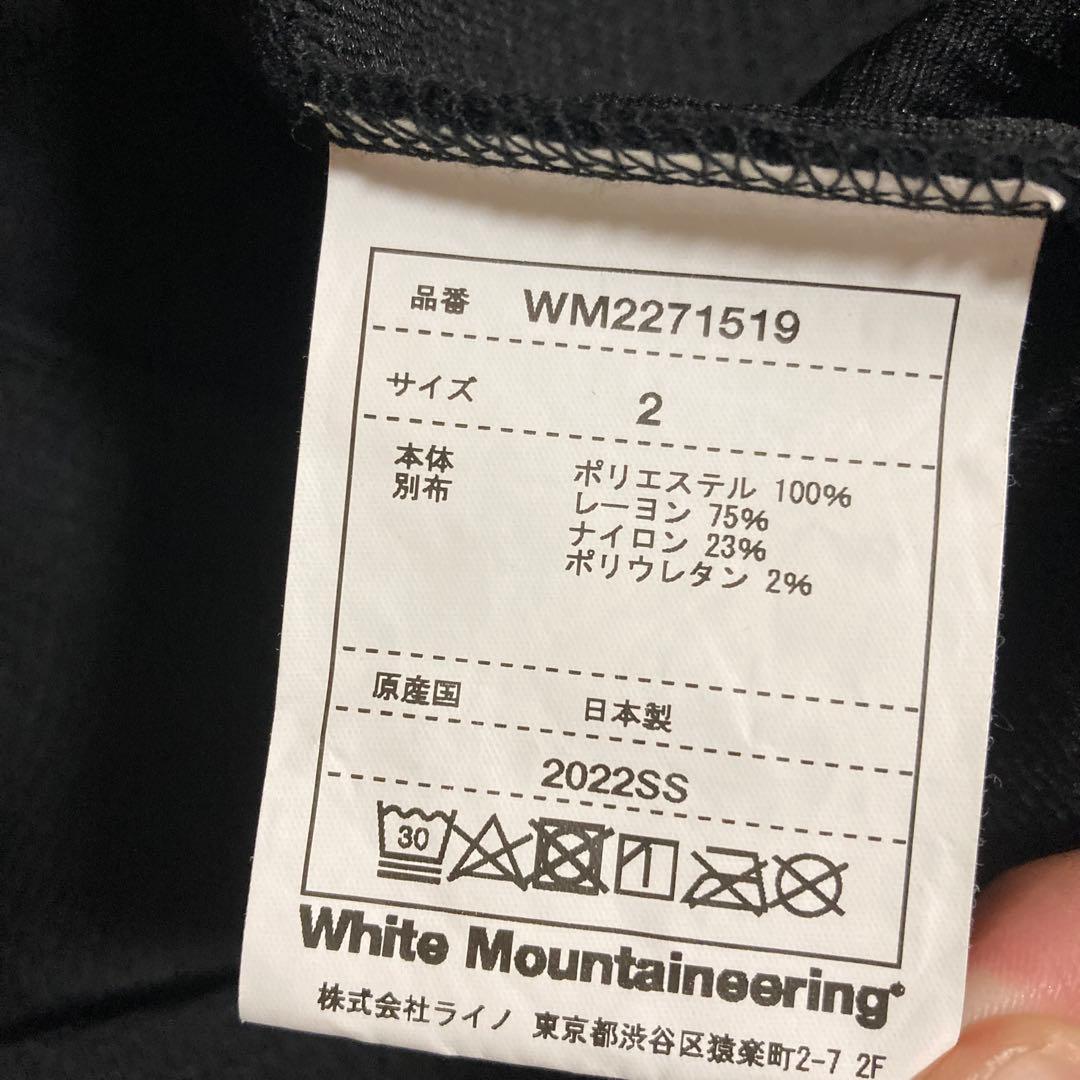 品番 WM2271519
サイズ 2
本体 ポリエステル 100%
別布 レーヨン 75%
ナイロン 23%
ポリウレタン 2%
原産国 日本製
2022SS
30
White Mountaineering®
株式会社ライノ 東京都渋谷区猿楽町2-7 2F